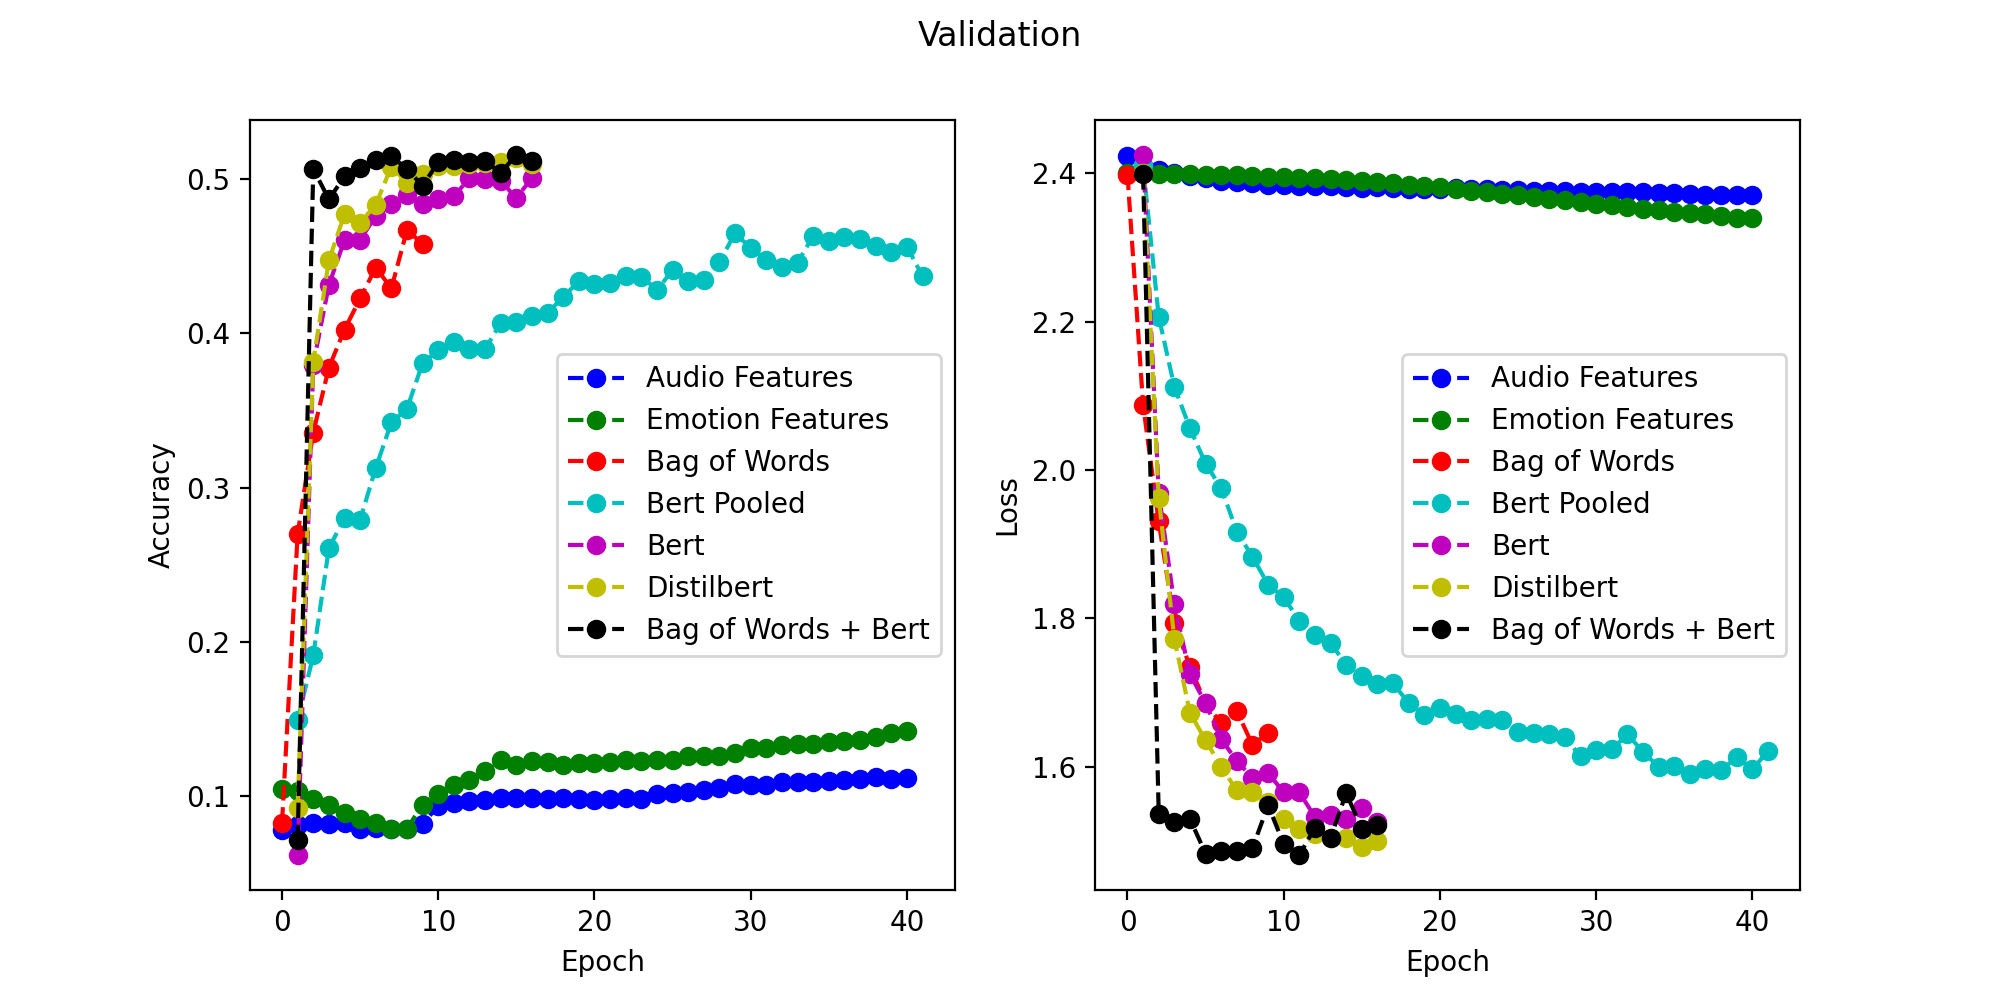 Validation
Accuracy
0.5
0.4
0.3
0.2
0.1
0 10 20 30 40
Epoch
Audio Features
Emotion Features
Bag of Words
Bert Pooled
Bert
Distilbert
Bag of Words + Bert
Loss
2.4
2.2
2.0
1.8
1.6
0 10 20 30 40
Epoch
Audio Features
Emotion Features
Bag of Words
Bert Pooled
Bert
Distilbert
Bag of Words + Bert